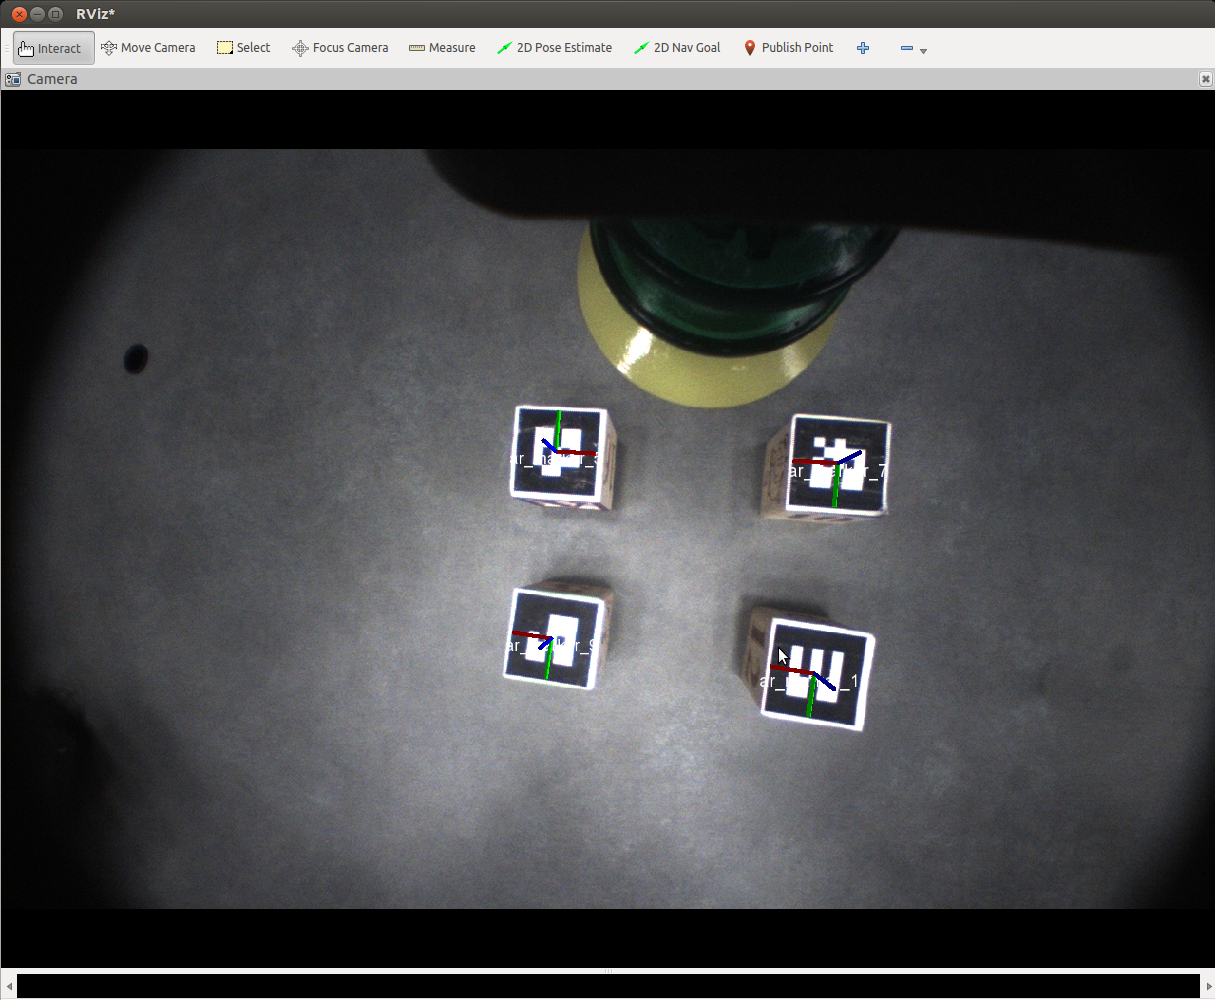 RViz*
Interact Move Camera Select Focus Camera Measure 2D Pose Estimate 2D Nav Goal Publish Point
Camera